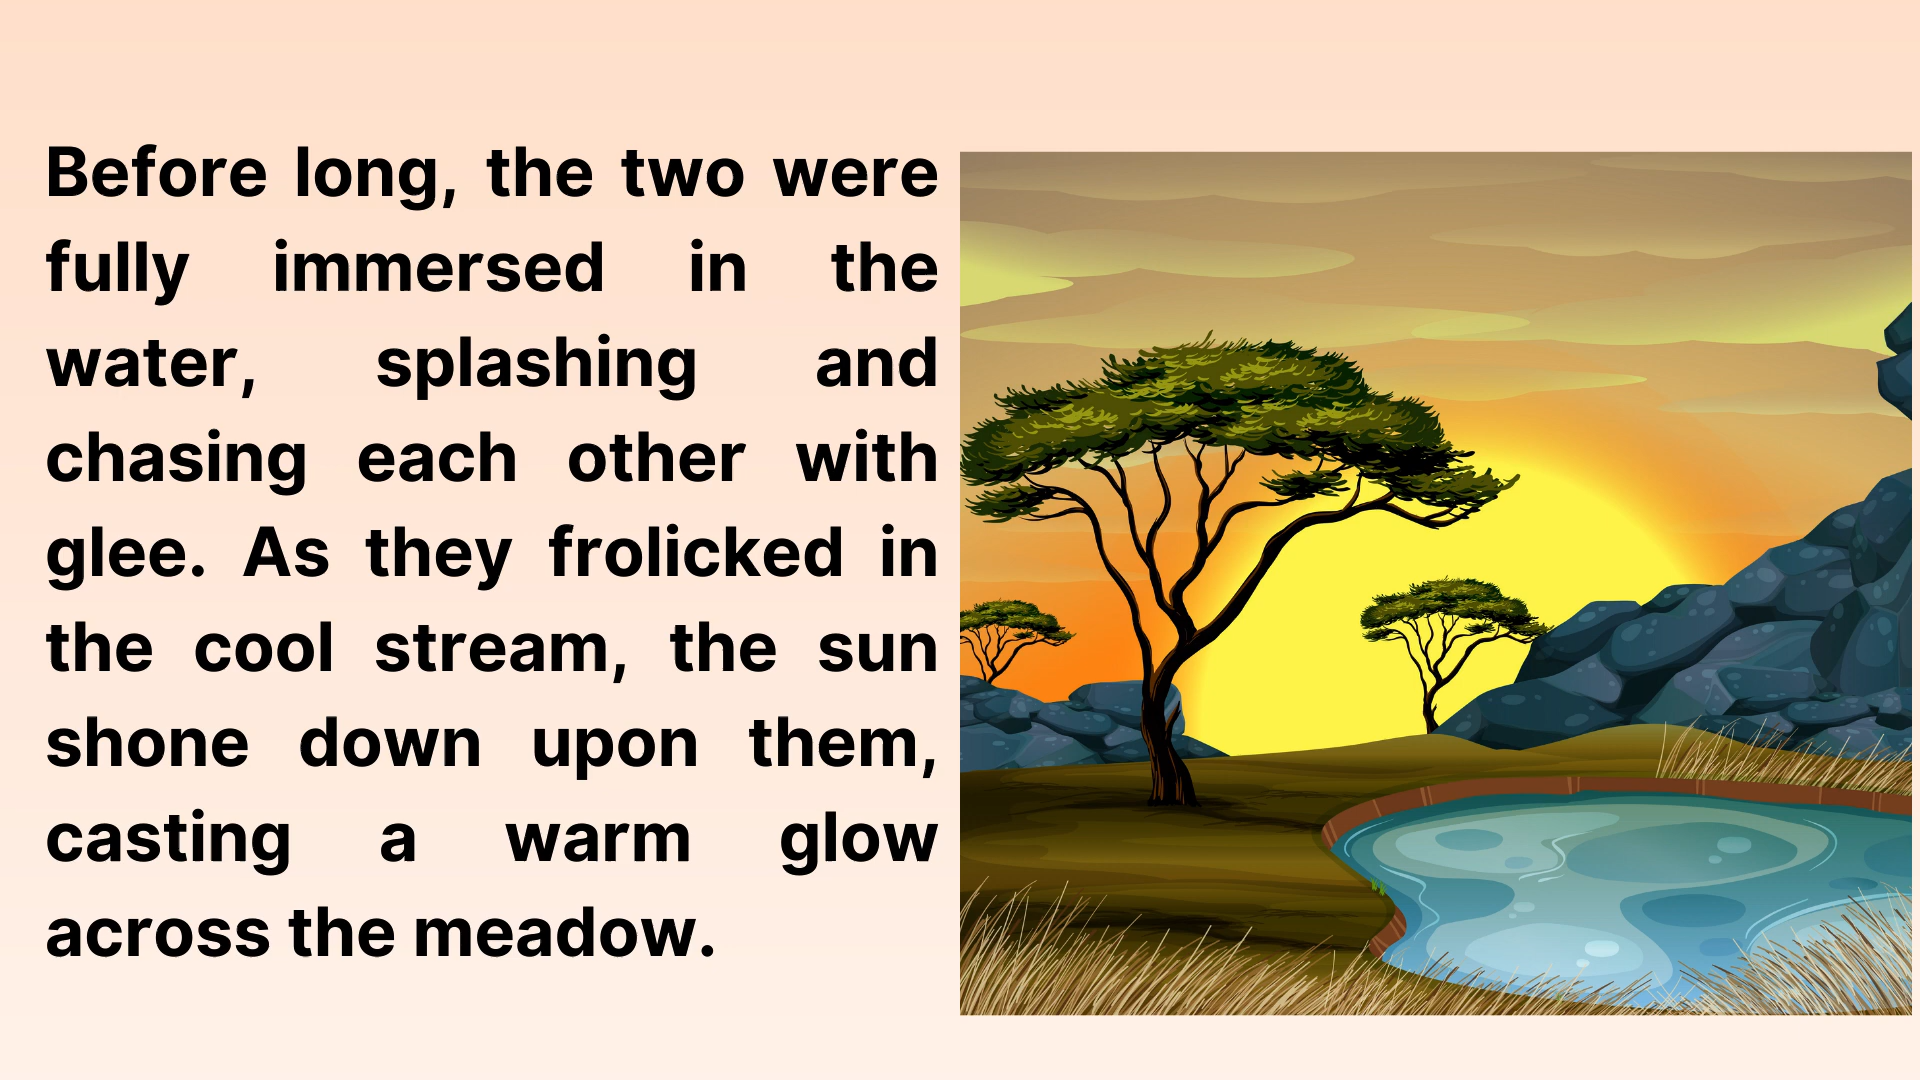 Before long, the two were
fully immersed in the
water, splashing and
chasing each other with
glee. As they frolicked in
the cool stream, the sun
shone down upon them,
casting a warm glow
across the meadow.